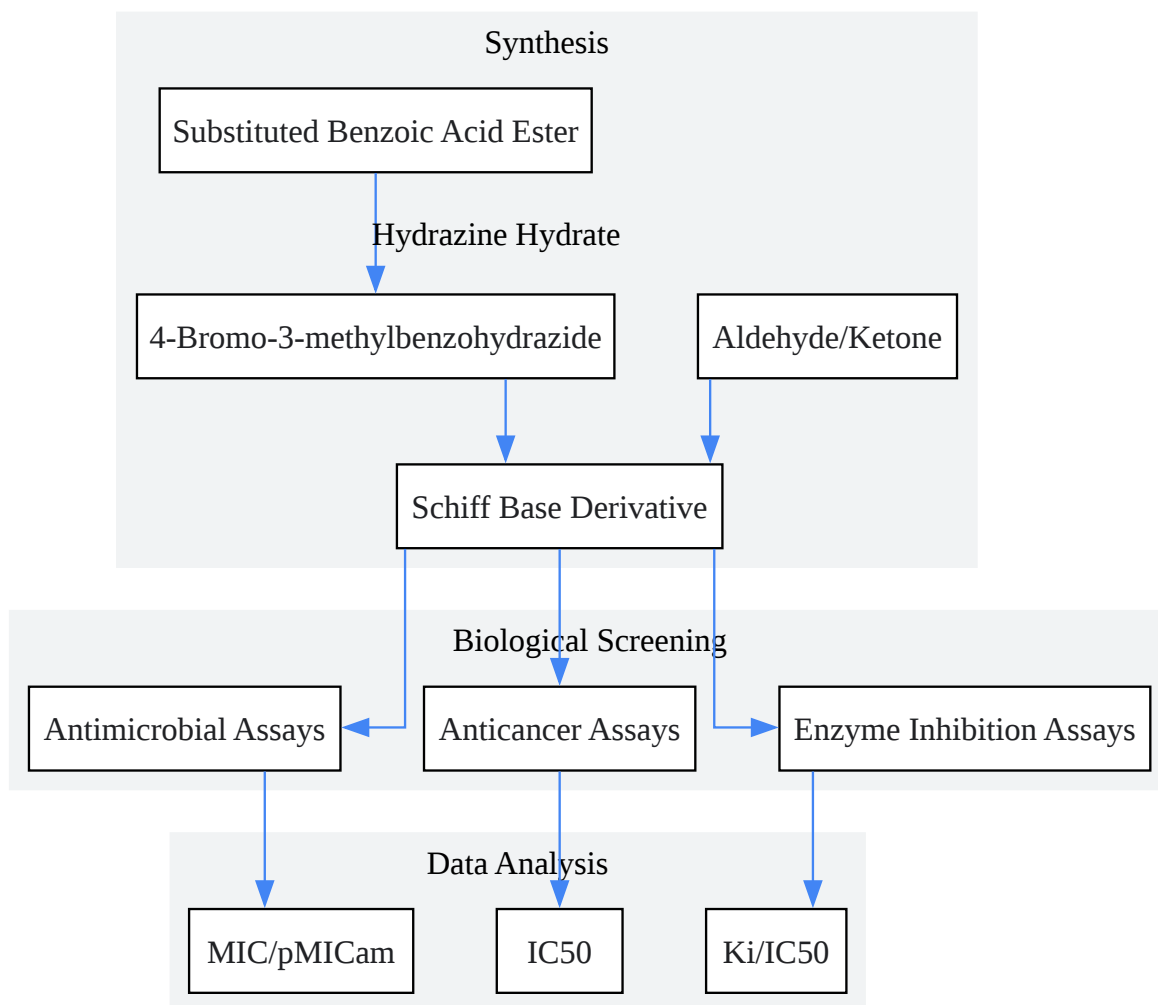 Synthesis
Substituted Benzoic Acid Ester
Hydrazine Hydrate
4-Bromo-3-methylbenzohydrazide
Aldehyde/Ketone
Schiff Base Derivative
Biological Screening
Antimicrobial Assays
Anticancer Assays
Enzyme Inhibition Assays
Data Analysis
MIC/pMICam
IC50
Ki/IC50